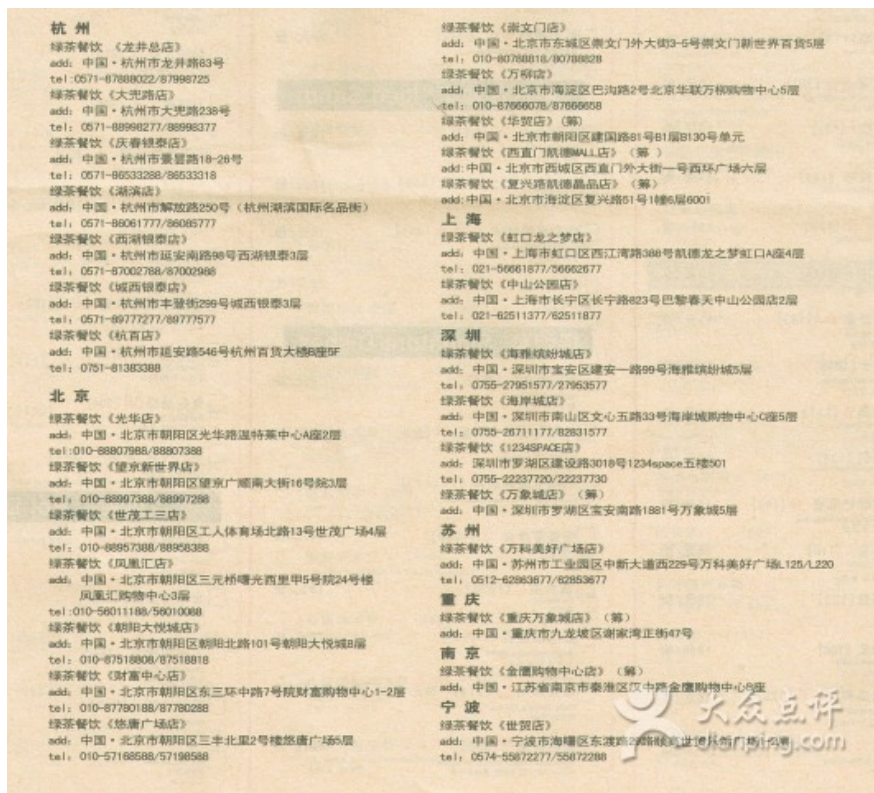 杭 州
绿茶餐饮 《龙井总店》
add: 中国·杭州市龙井路83号
tel:0571-87888022/87998725
绿茶餐饮《大兜路店》
add: 中国·杭州市大兜路238号
tel: 0571-88998277/88998377
绿茶餐饮《庆春银泰店》
add: 中国·杭州市景昙路18-26号
tel: 0571-86533288/86533318
绿茶餐饮《湖滨店》
add: 中国·杭州市解放路250号（杭州湖滨国际名品街）
tel: 0571-86061777/86085777
绿茶餐饮《西湖银泰店》
add: 中国·杭州市延安南路98号西湖银泰3层
tel: 0571-87002788/87002988
绿茶餐饮《城西银泰店》
add: 中国·杭州市丰登街299号城西银泰3层
tel: 0571-89777277/89777577
绿茶餐饮《杭百店》
add: 中国·杭州市延安路546号杭州百货大楼B座5F
tel: 0751-81383388
北 京
绿茶餐饮《光华店》
add: 中国·北京市朝阳区光华路温特莱中心A座2层
tel:010-88807988/88807388
绿茶餐饮《望京新世界店》
add: 中国·北京市朝阳区望京广顺南大街16号院3层
tel: 010-88997388/88997288
绿茶餐饮《世茂工三店》
add: 中国·北京市朝阳区工人体育场北路13号世茂广场4层
tel: 010-88957388/88958388
绿茶餐饮《凤凰汇店》
add: 中国·北京市朝阳区三元桥曙光西里甲5号院24号楼
凤凰汇购物中心3层
tel:010-56011188/56010088
绿茶餐饮《朝阳大悦城店》
add: 中国·北京市朝阳区朝阳北路101号朝阳大悦城8层
tel: 010-87518808/87518818
绿茶餐饮《财富中心店》
add: 中国·北京市朝阳区东三环中路7号院财富购物中心1-2层
tel: 010-87780188/87780288
绿茶餐饮《悠唐广场店》
add: 中国·北京市朝阳区三丰北里2号楼悠唐广场5层
tel: 010-57168588/57198588
绿茶餐饮《崇文门店》
add: 中国·北京市东城区崇文门外大街3-5号崇文门新世界百货5层
tel: 010-80788818/80788828
绿茶餐饮《万柳店》
add: 中国·北京市海淀区巴沟路2号北京华联万柳购物中心5层
tel: 010-87666078/87666658
绿茶餐饮《华贸店》（筹）
add: 中国·北京市朝阳区建国路81号B1层B130号单元
绿茶餐饮《西直门凯德MALL店》（筹 ）
add:中国·北京市西城区西直门外大街一号西环广场六层
绿茶餐饮《复兴路凯德晶品店》（筹）
add:中国·北京市海淀区复兴路51号1幢6层6001
上 海
绿茶餐饮《虹口龙之梦店》
add: 中国·上海市虹口区西江湾路388号凯德龙之梦虹口A座4层
tel: 021-56661877/56662677
绿茶餐饮《中山公园店》
add: 中国·上海市长宁区长宁路823号巴黎春天中山公园店2层
tel: 021-62511377/62511877
深 圳
绿茶餐饮《海雅缤纷城店》
add: 中国·深圳市宝安区建安一路99号海雅缤纷城5层
tel: 0755-27951577/27953577
绿茶餐饮《海岸城店》
add: 中国·深圳市南山区文心五路33号海岸城购物中心C座5层
tel: 0755-26711177/82831577
绿茶餐饮《1234SPACE店》
add: 深圳市罗湖区建设路3018号1234space五楼501
tel: 0755-22237720/22237730
绿茶餐饮《万象城店》（筹）
add: 中国·深圳市罗湖区宝安南路1881号万象城5层
苏 州
绿茶餐饮《万科美好广场店》
add: 中国·苏州市工业园区中新大道西229号万科美好广场L125/L220
tel: 0512-62863677/62853677
重 庆
绿茶餐饮《重庆万象城店》（筹）
add: 中国·重庆市九龙坡区谢家湾正街47号
南 京
绿茶餐饮《金鹰购物中心店》（筹）
add: 中国·江苏省南京市秦淮区汉中路金鹰购物中心B座
宁 波
绿茶餐饮《世贸店》
add: 中国·宁波市海曙区东渡路29路
tel: 0574-55872277/55872288
大众点评
dianping.com